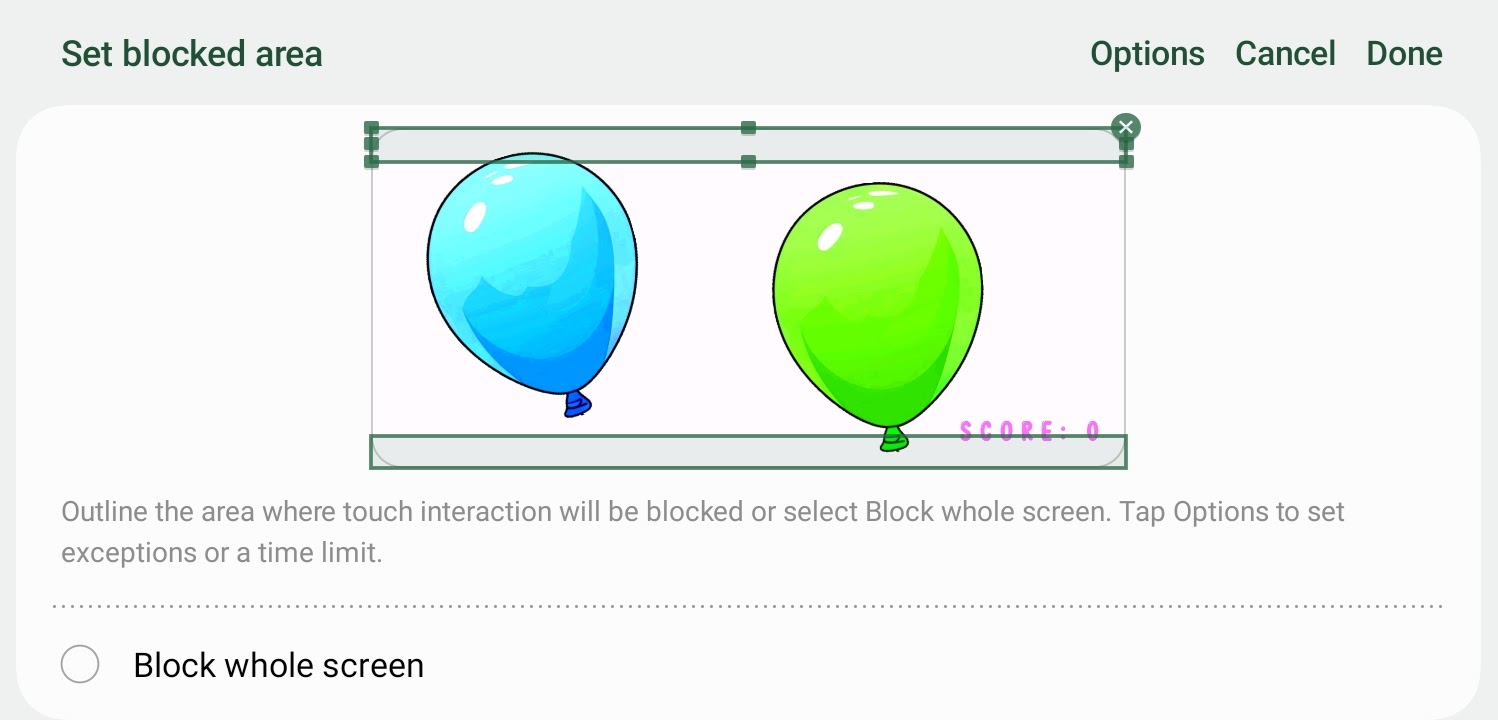 Set blocked area
Options Cancel Done
SCORE: 0
Outline the area where touch interaction will be blocked or select Block whole screen. Tap Options to set
exceptions or a time limit.
Block whole screen